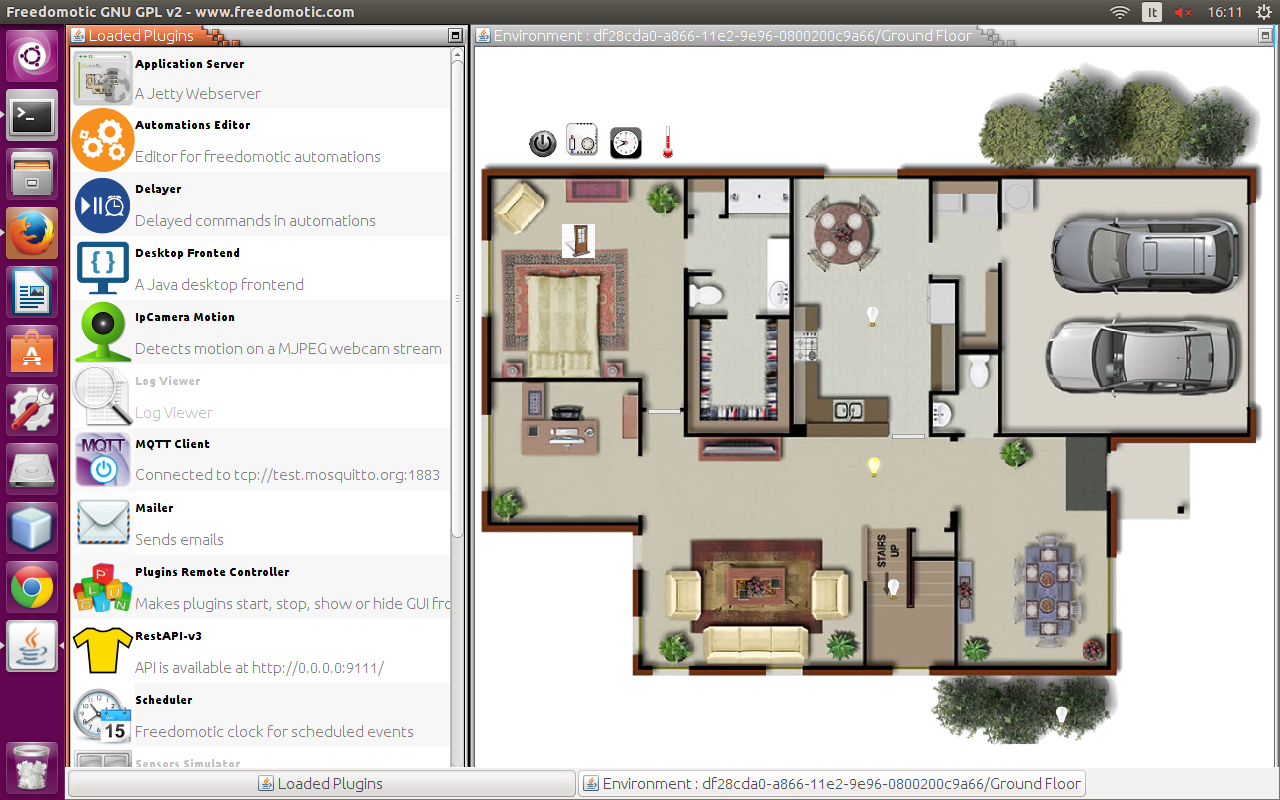 Freedomotic GNU GPL v2 - www.freedomotic.com
It
16:11
Loaded Plugins
Environment : df28cda0-a866-11e2-9e96-0800200c9a66/Ground Floor
Application Server
A Jetty Webserver
Automations Editor
Editor for freedomotic automations
Delayer
Delayed commands in automations
Desktop Frontend
A Java desktop frontend
IpCamera Motion
Detects motion on a MJPEG webcam stream
Log Viewer
Log Viewer
MQTT
MQTT Client
Connected to tcp://test.mosquitto.org:1883
Mailer
Sends emails
PLUGIN
Plugins Remote Controller
Makes plugins start, stop, show or hide GUI fro
RestAPI-v3
API is available at http://0.0.0.0:9111/
15
Scheduler
Freedomotic clock for scheduled events
Sensors Simulator
STAIRS
UP
Loaded Plugins
Environment : df28cda0-a866-11e2-9e96-0800200c9a66/Ground Floor